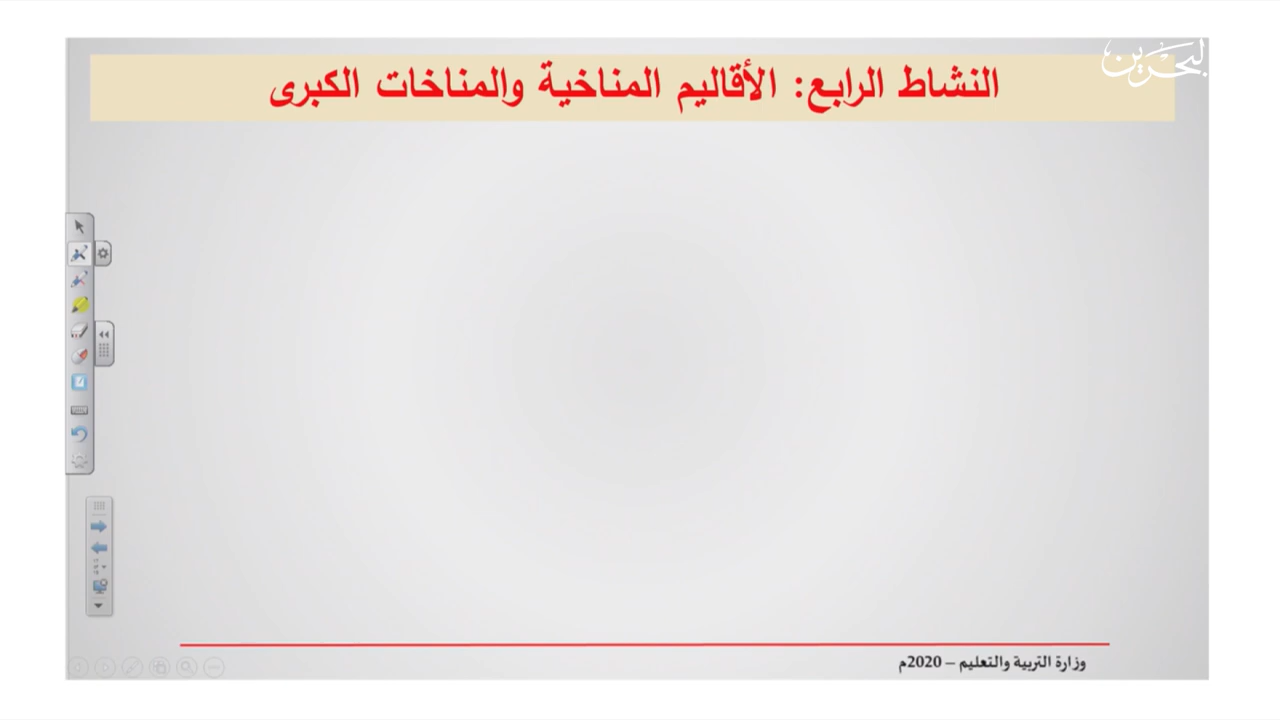 البحرين
النشاط الرابع: الأقاليم المناخية والمناخات الكبرى
وزارة التربية والتعليم – 2020م